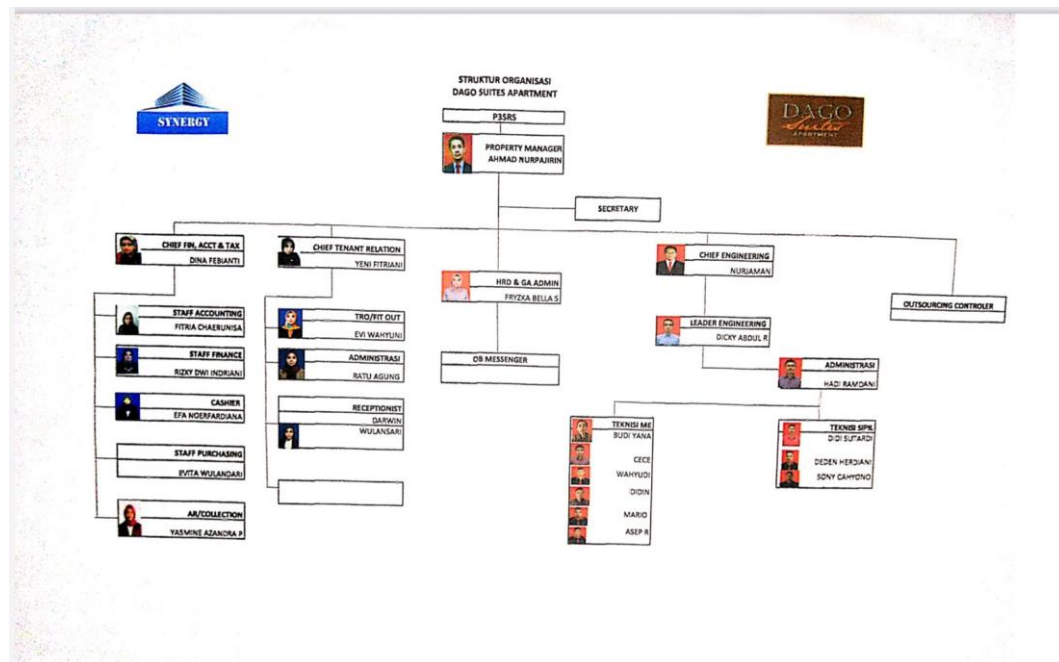 STRUKTUR ORGANISASI
DAGO SUITES APARTMENT
SYNERGY
DAGO
Suites
APARTMENT
P3SRS
PROPERTY MANAGER
AHMAD NURPAJIRIN
SECRETARY
CHIEF FIN, ACCT & TAX
DINA FEBIANTI
STAFF ACCOUNTING
FITRIA CHAERUNISA
STAFF FINANCE
RIZKY DWI INDRIANI
CASHIER
EFA NOERFARDIANA
STAFF PURCHASING
EVITA WULANDARI
AR/COLLECTION
YASMINE AZANDRA P
CHIEF TENANT RELATION
YENI FITRIANI
TRO/FIT OUT
EVI WAHYUNI
ADMINISTRASI
RATU AGUNG
RECEPTIONIST
DARWIN
WULANSARI
HRD & GA ADMIN
FRYZKA BELLA S
OB MESSENGER
CHIEF ENGINEERING
NURJAMAN
LEADER ENGINEERING
DICKY ABDUL R
ADMINISTRASI
HADI RAMDANI
TEKNISI ME
BUDI YANA
CECE
WAHYUDI
DIDIN
MARIO
ASEP R
TEKNISI SIPIL
DIDI SUTARDI
DEDEN HERDIANI
SONY CAHYONO
OUTSOURCING CONTROLER